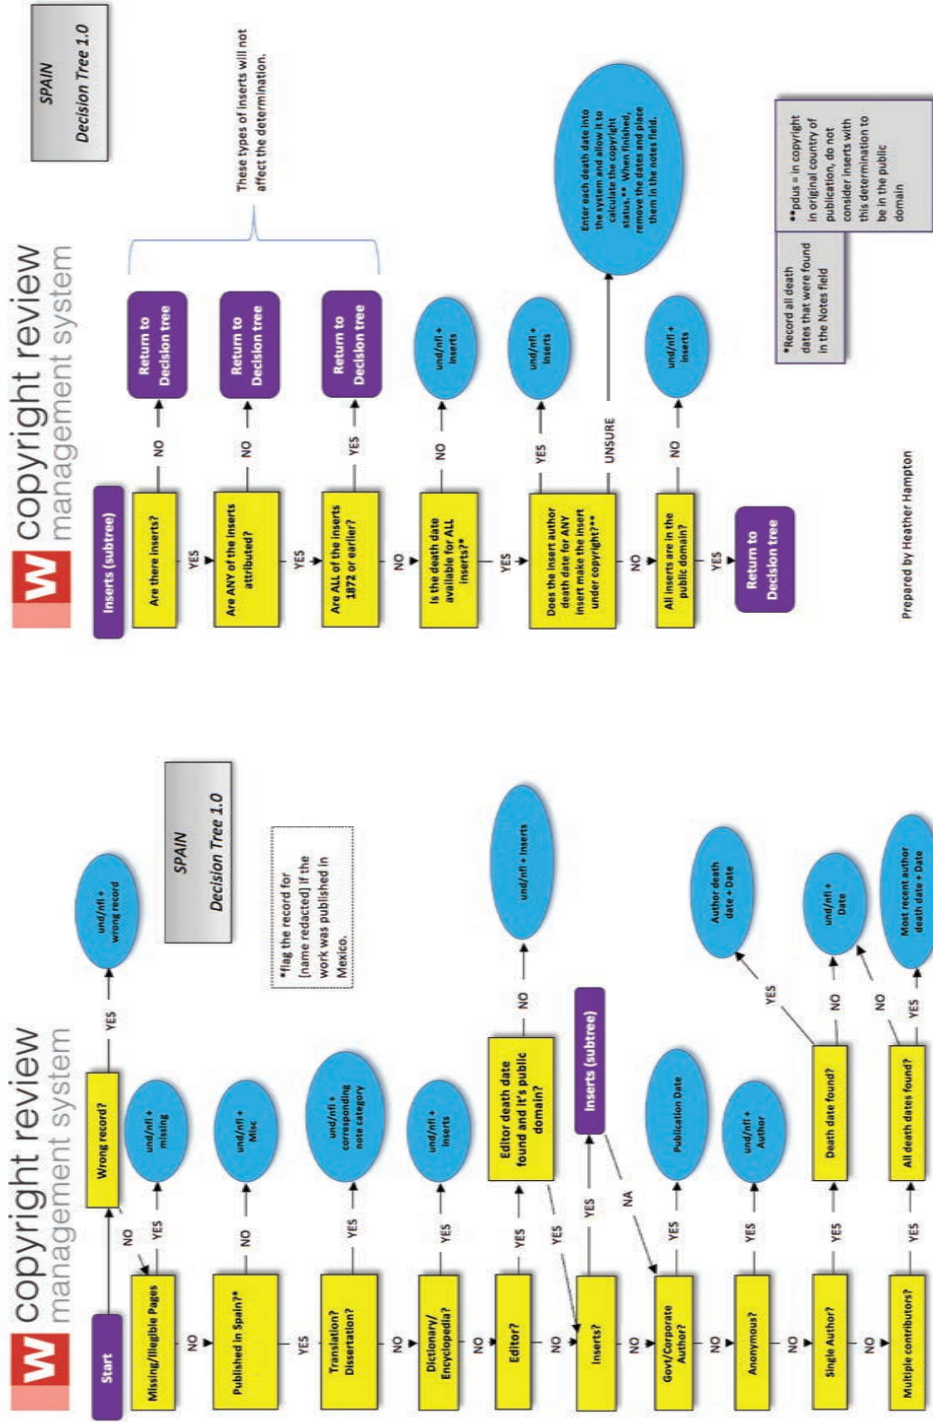 W
copyright review
management system
SPAIN
Decision Tree 1.0
Start
Wrong record?
YES
und/nfi +
wrong record
NO
Missing/Illegible Pages
YES
und/nfi +
missing
NO
Published in Spain?*
NO
und/nfi +
Misc
*flag the record for
[name redacted] if the
work was published in
Mexico.
YES
Translation?
Dissertation?
YES
und/nfi +
corresponding
note category
NO
Dictionary/
Encyclopedia?
YES
und/nfi +
inserts
NO
Editor?
YES
Editor death date
found and it's public
domain?
NO
und/nfi + Inserts
YES
NO
Inserts?
YES
Inserts (subtree)
NA
NO
Govt/Corporate
Author?
YES
Publication Date
NO
Anonymous?
YES
und/nfi +
Author
NO
Single Author?
YES
Death date found?
YES
Author death
date + Date
NO
und/nfi +
Date
NO
Multiple contributors?
YES
All death dates found?
NO
YES
Most recent author
death date + Date
W
copyright review
management system
SPAIN
Decision Tree 1.0
Inserts (subtree)
Are there inserts?
NO
Return to
Decision tree
YES
Are ANY of the inserts
attributed?
NO
Return to
Decision tree
These types of inserts will not
affect the determination.
YES
Are ALL of the inserts
1872 or earlier?
YES
Return to
Decision tree
NO
Is the death date
available for ALL
inserts?*
NO
und/nfi +
inserts
YES
Does the insert author
death date for ANY
insert make the insert
under copyright?**
YES
und/nfi +
Inserts
UNSURE
Enter each death date into
the system and allow it to
calculate the copyright
status.** When finished,
remove the dates and place
them in the notes field.
NO
All inserts are in the
public domain?
NO
und/nfi +
inserts
YES
Return to
Decision tree
*Record all death
dates that were found
in the Notes field
**pdus = in copyright
in original country of
publication, do not
consider inserts with
this determination to
be in the public
domain
Prepared by Heather Hampton